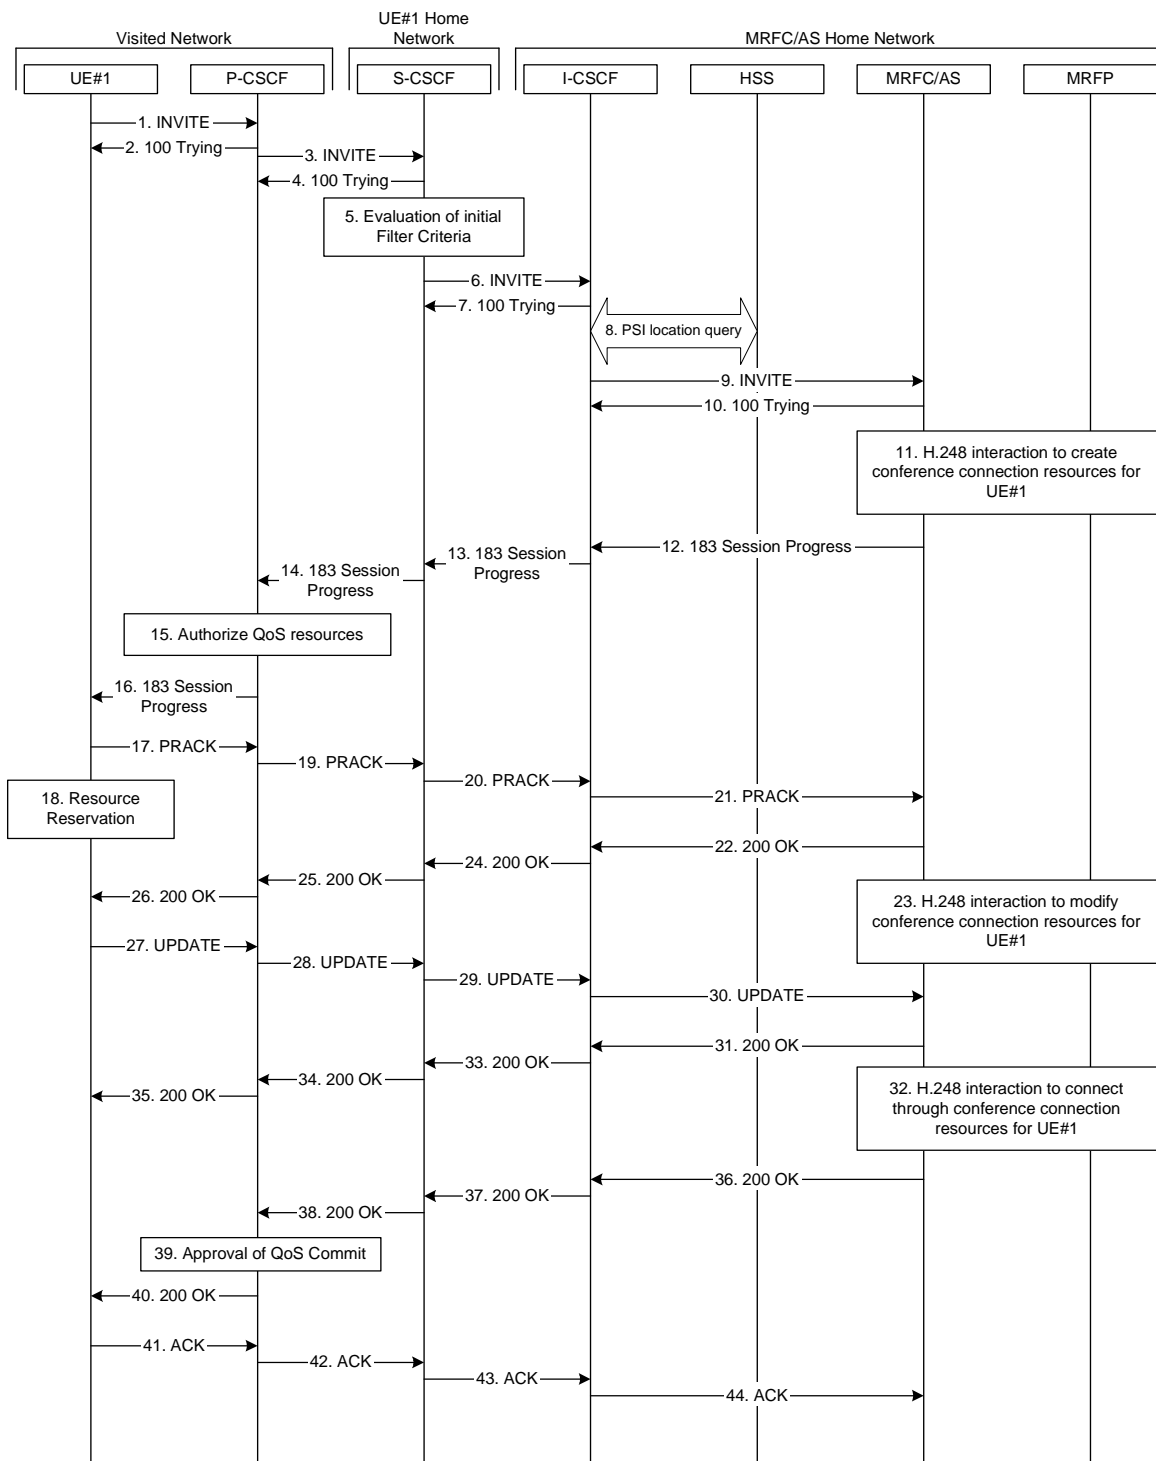 UE#1 Home
Network
Visited Network
MRFC/AS Home Network
UE#1
P-CSCF
S-CSCF
I-CSCF
HSS
MRFC/AS
MRFP
1. INVITE
2. 100 Trying
3. INVITE
4. 100 Trying
5. Evaluation of initial
Filter Criteria
6. INVITE
7. 100 Trying
8. PSI location query
9. INVITE
10. 100 Trying
11. H.248 interaction to create
conference connection resources for
UE#1
12. 183 Session Progress
13. 183 Session
Progress
14. 183 Session
Progress
15. Authorize QoS resources
16. 183 Session
Progress
17. PRACK
19. PRACK
20. PRACK
18. Resource
Reservation
21. PRACK
22. 200 OK
24. 200 OK
25. 200 OK
26. 200 OK
23. H.248 interaction to modify
conference connection resources for
UE#1
27. UPDATE
28. UPDATE
29. UPDATE
30. UPDATE
31. 200 OK
33. 200 OK
34. 200 OK
35. 200 OK
32. H.248 interaction to connect
through conference connection
resources for UE#1
36. 200 OK
37. 200 OK
38. 200 OK
39. Approval of QoS Commit
40. 200 OK
41. ACK
42. ACK
43. ACK
44. ACK